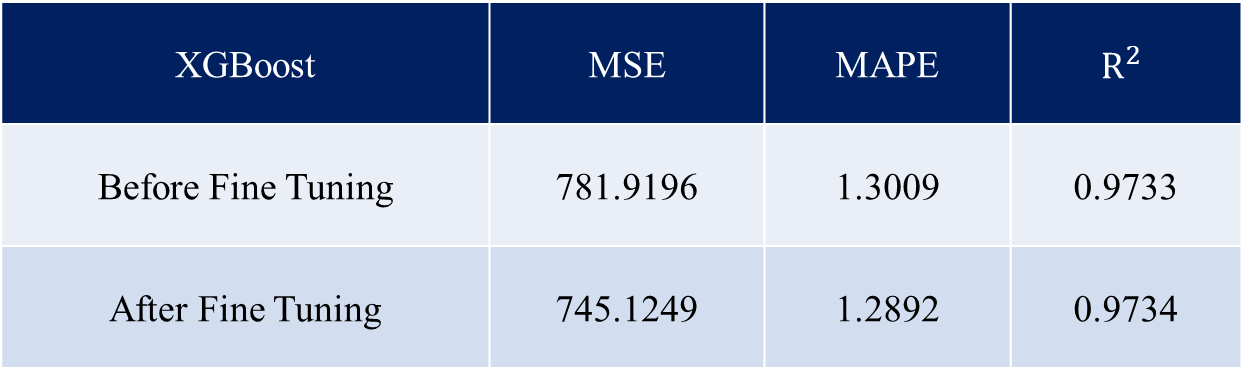 XGBoost MSE MAPE R²
Before Fine Tuning 781.9196 1.3009 0.9733
After Fine Tuning 745.1249 1.2892 0.9734